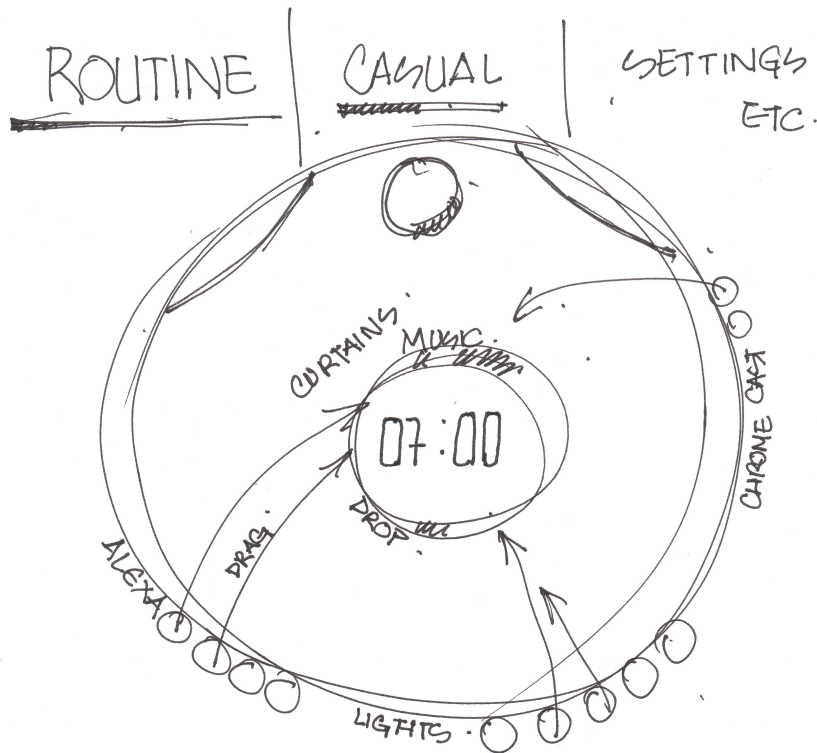 ROUTINE
CASUAL
SETTINGS
ETC.
CURTAINS
MUSIC.
07:00
DROP.
DRAG.
ALEXA
LIGHTS.
CHROME CAST